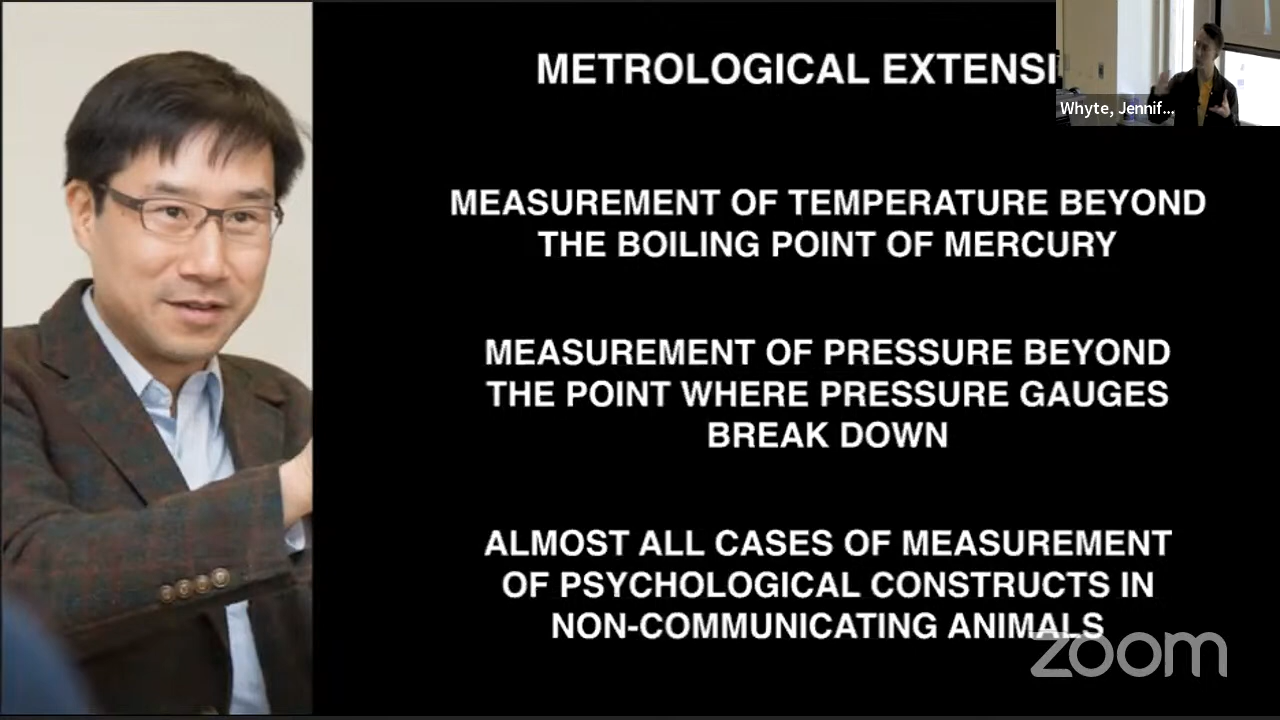 METROLOGICAL EXTENSI
Whyte, Jennif...
MEASUREMENT OF TEMPERATURE BEYOND
THE BOILING POINT OF MERCURY
MEASUREMENT OF PRESSURE BEYOND
THE POINT WHERE PRESSURE GAUGES
BREAK DOWN
ALMOST ALL CASES OF MEASUREMENT
OF PSYCHOLOGICAL CONSTRUCTS IN
NON-COMMUNICATING ANIMALS
zoom